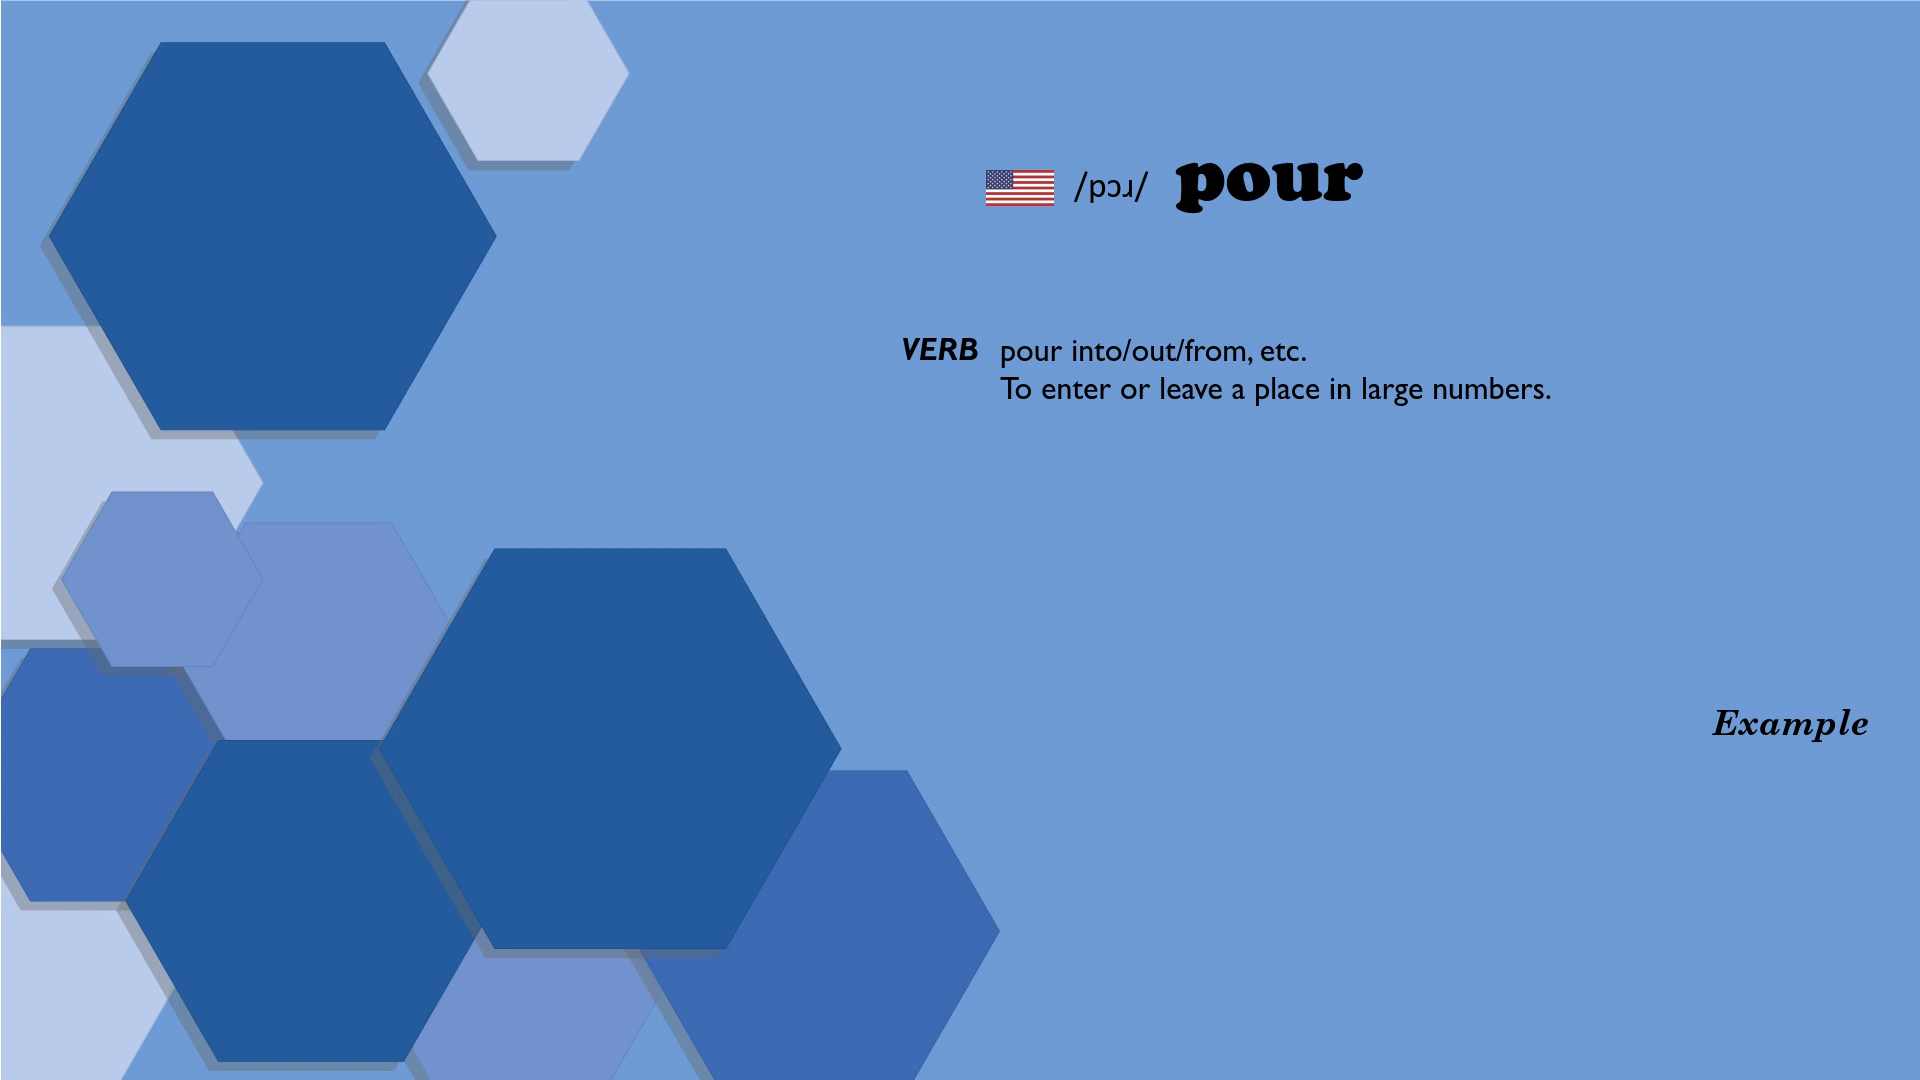 /pɔɹ/ pour
VERB pour into/out/from, etc.
To enter or leave a place in large numbers.
Example